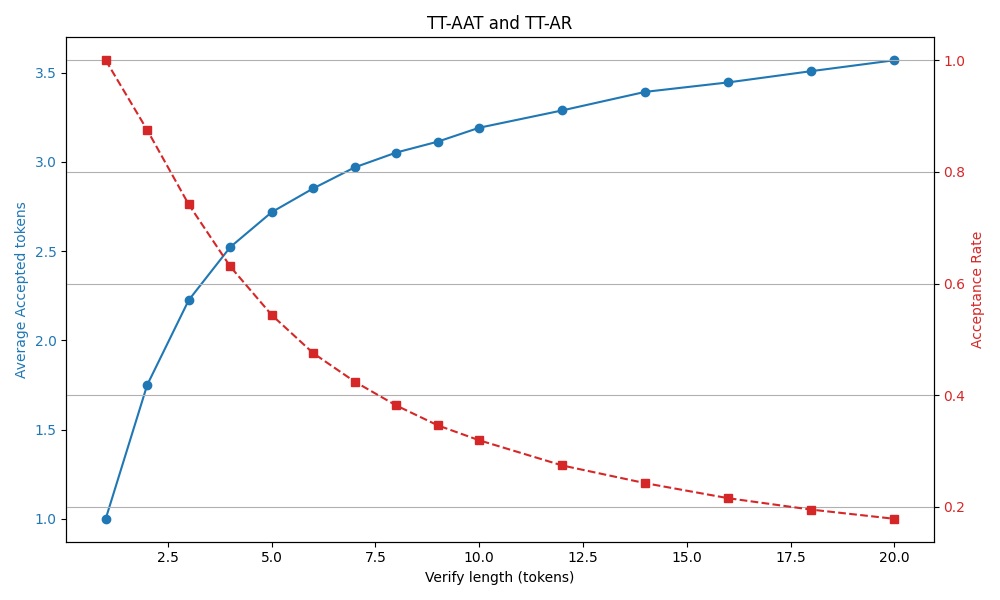 TT-AAT and TT-AR
Average Accepted tokens
3.5
3.0
2.5
2.0
1.5
1.0
1.0
0.8
0.6
0.4
0.2
Acceptance Rate
2.5 5.0 7.5 10.0 12.5 15.0 17.5 20.0
Verify length (tokens)